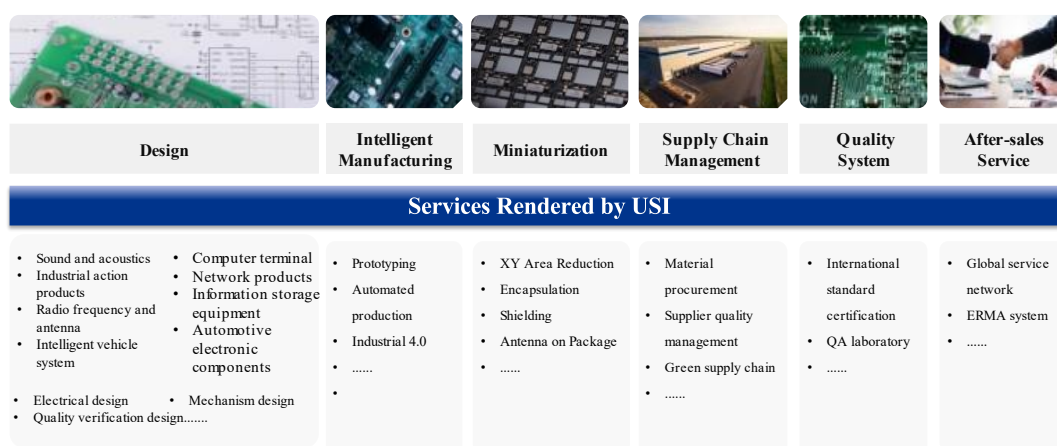 Design
Intelligent
Manufacturing
Miniaturization
Supply Chain
Management
Quality
System
After-sales
Service
Services Rendered by USI
• Sound and acoustics
• Industrial action
products
• Radio frequency and
antenna
• Intelligent vehicle
system
• Computer terminal
• Network products
• Information storage
equipment
• Automotive
electronic
components
• Electrical design
• Mechanism design
• Quality verification design.......
• Prototyping
• Automated
production
• Industrial 4.0
• ......
•
• XY Area Reduction
• Encapsulation
• Shielding
• Antenna on Package
• ......
• Material
procurement
• Supplier quality
management
• Green supply chain
• ......
• International
standard
certification
• QA laboratory
• ......
• Global service
network
• ERMA system
• ......